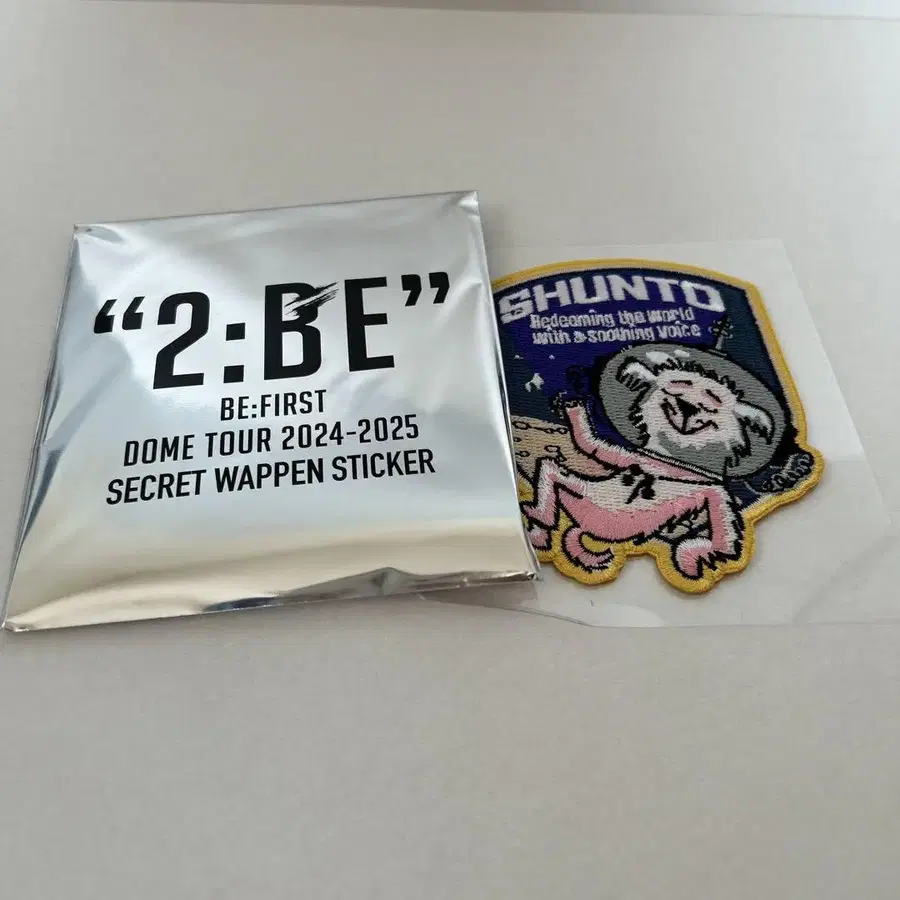 “2:BE”
BE:FIRST
DOME TOUR 2024-2025
SECRET WAPPEN STICKER
SHUNTO
Redeeming the world
with a soothing voice